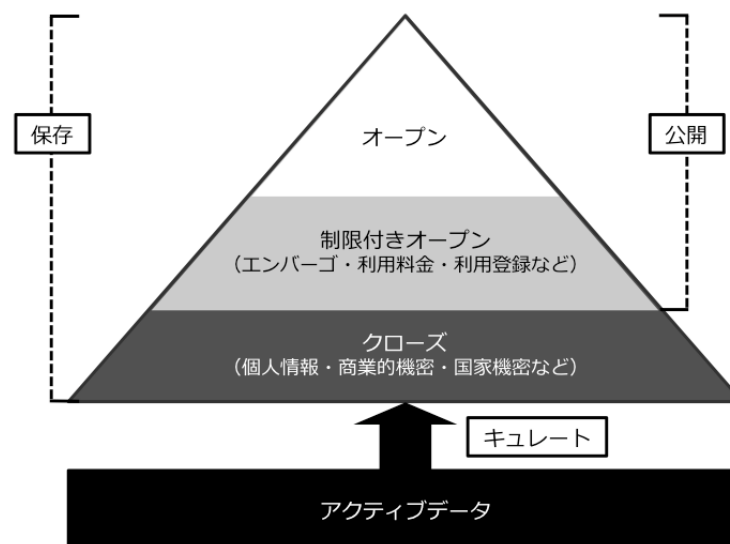 保存
公開
オープン
制限付きオープン
（エンバーゴ・利用料金・利用登録など）
クローズ
（個人情報・商業的機密・国家機密など）
キュレート
アクティブデータ